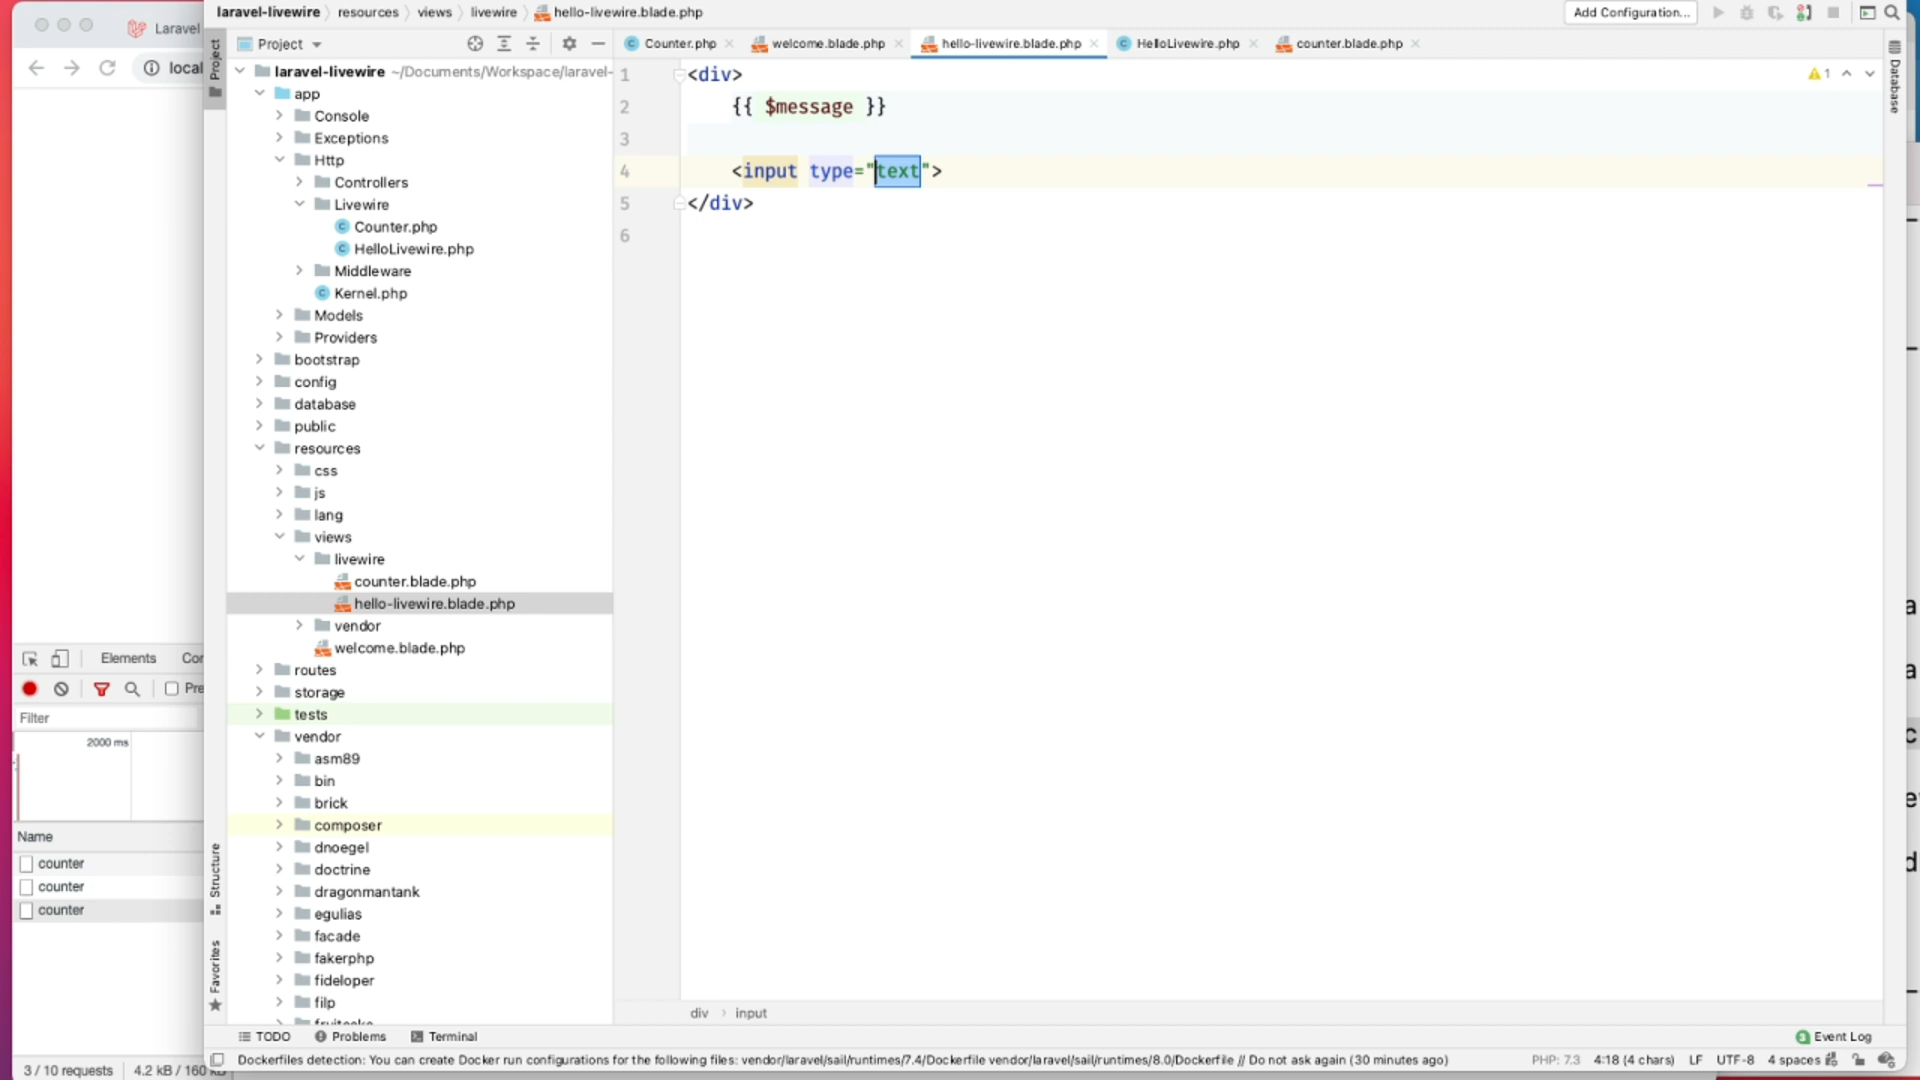 laravel-livewire resources views livewire hello-livewire.blade.php
Add Configuration...
Laravel
local
Project
Project
Counter.php
welcome.blade.php
hello-livewire.blade.php
HelloLivewire.php
counter.blade.php
Database
laravel-livewire ~/Documents/Workspace/laravel-
app
Console
Exceptions
Http
Controllers
Livewire
Counter.php
HelloLivewire.php
Middleware
Kernel.php
Models
Providers
bootstrap
config
database
public
resources
css
js
lang
views
livewire
counter.blade.php
hello-livewire.blade.php
vendor
welcome.blade.php
routes
storage
tests
vendor
asm89
bin
brick
composer
dnoegel
doctrine
dragonmantank
egulias
facade
fakerphp
fideloper
filp
1 <div>
2 {{ $message }}
3
4 <input type="text">
5 </div>
6
1
Elements
Con
Pre
Filter
2000 ms
Name
counter
counter
counter
3 / 10 requests 4.2 kB / 160 kB
Structure
Favorites
div input
TODO Problems Terminal
Event Log
Dockerfiles detection: You can create Docker run configurations for the following files: vendor/laravel/sail/runtimes/7.4/Dockerfile vendor/laravel/sail/runtimes/8.0/Dockerfile // Do not ask again (30 minutes ago)
PHP: 7.3 4:18 (4 chars) LF UTF-8 4 spaces